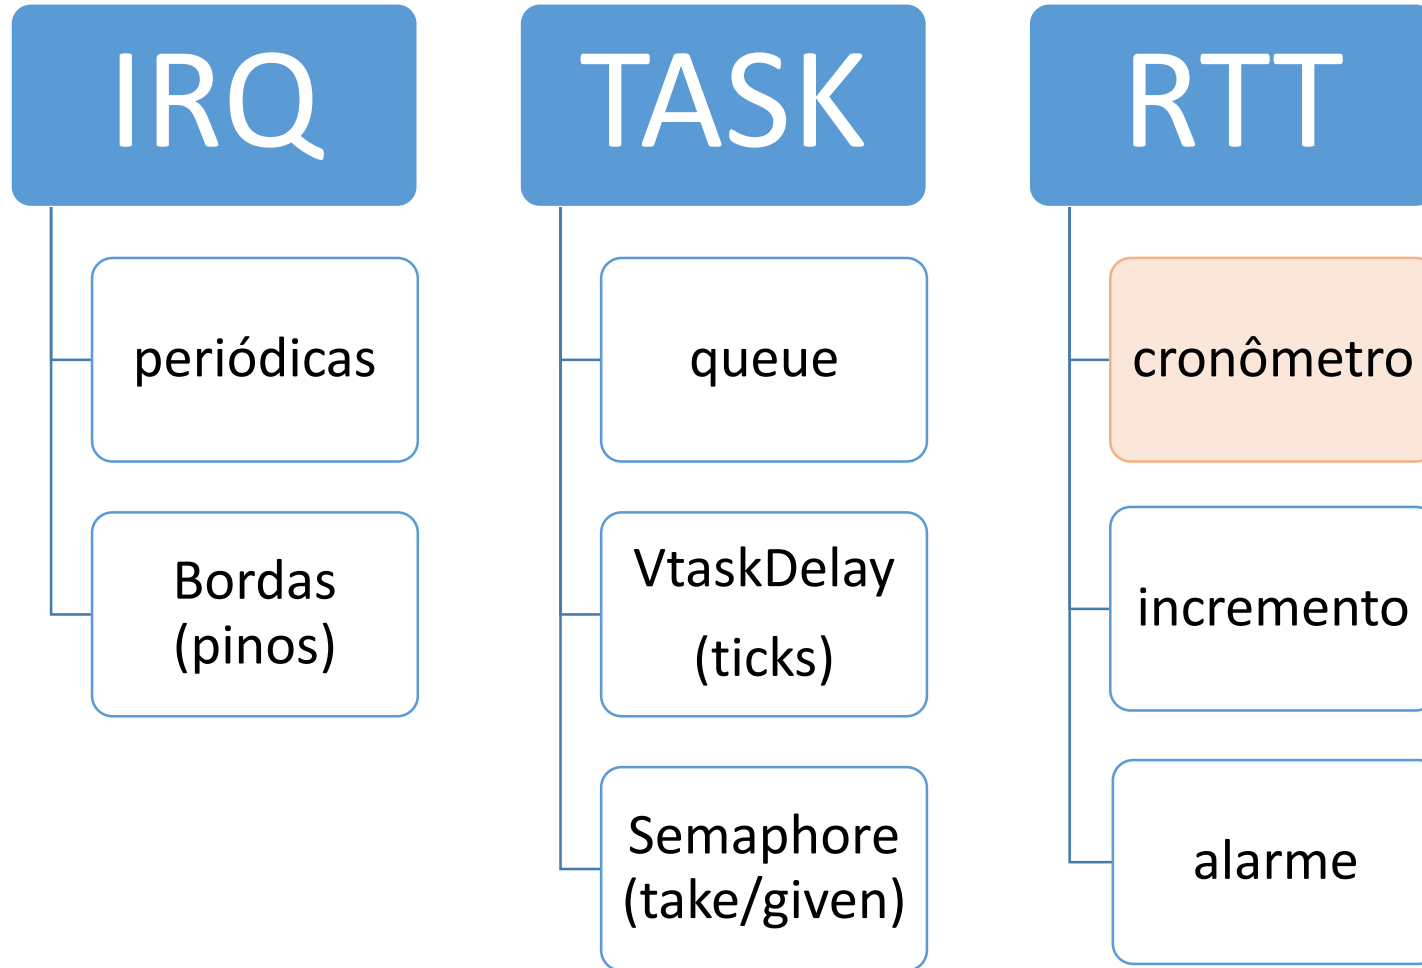 IRQ
periódicas
Bordas
(pinos)
TASK
queue
VtaskDelay
(ticks)
Semaphore
(take/given)
RTT
cronômetro
incremento
alarme